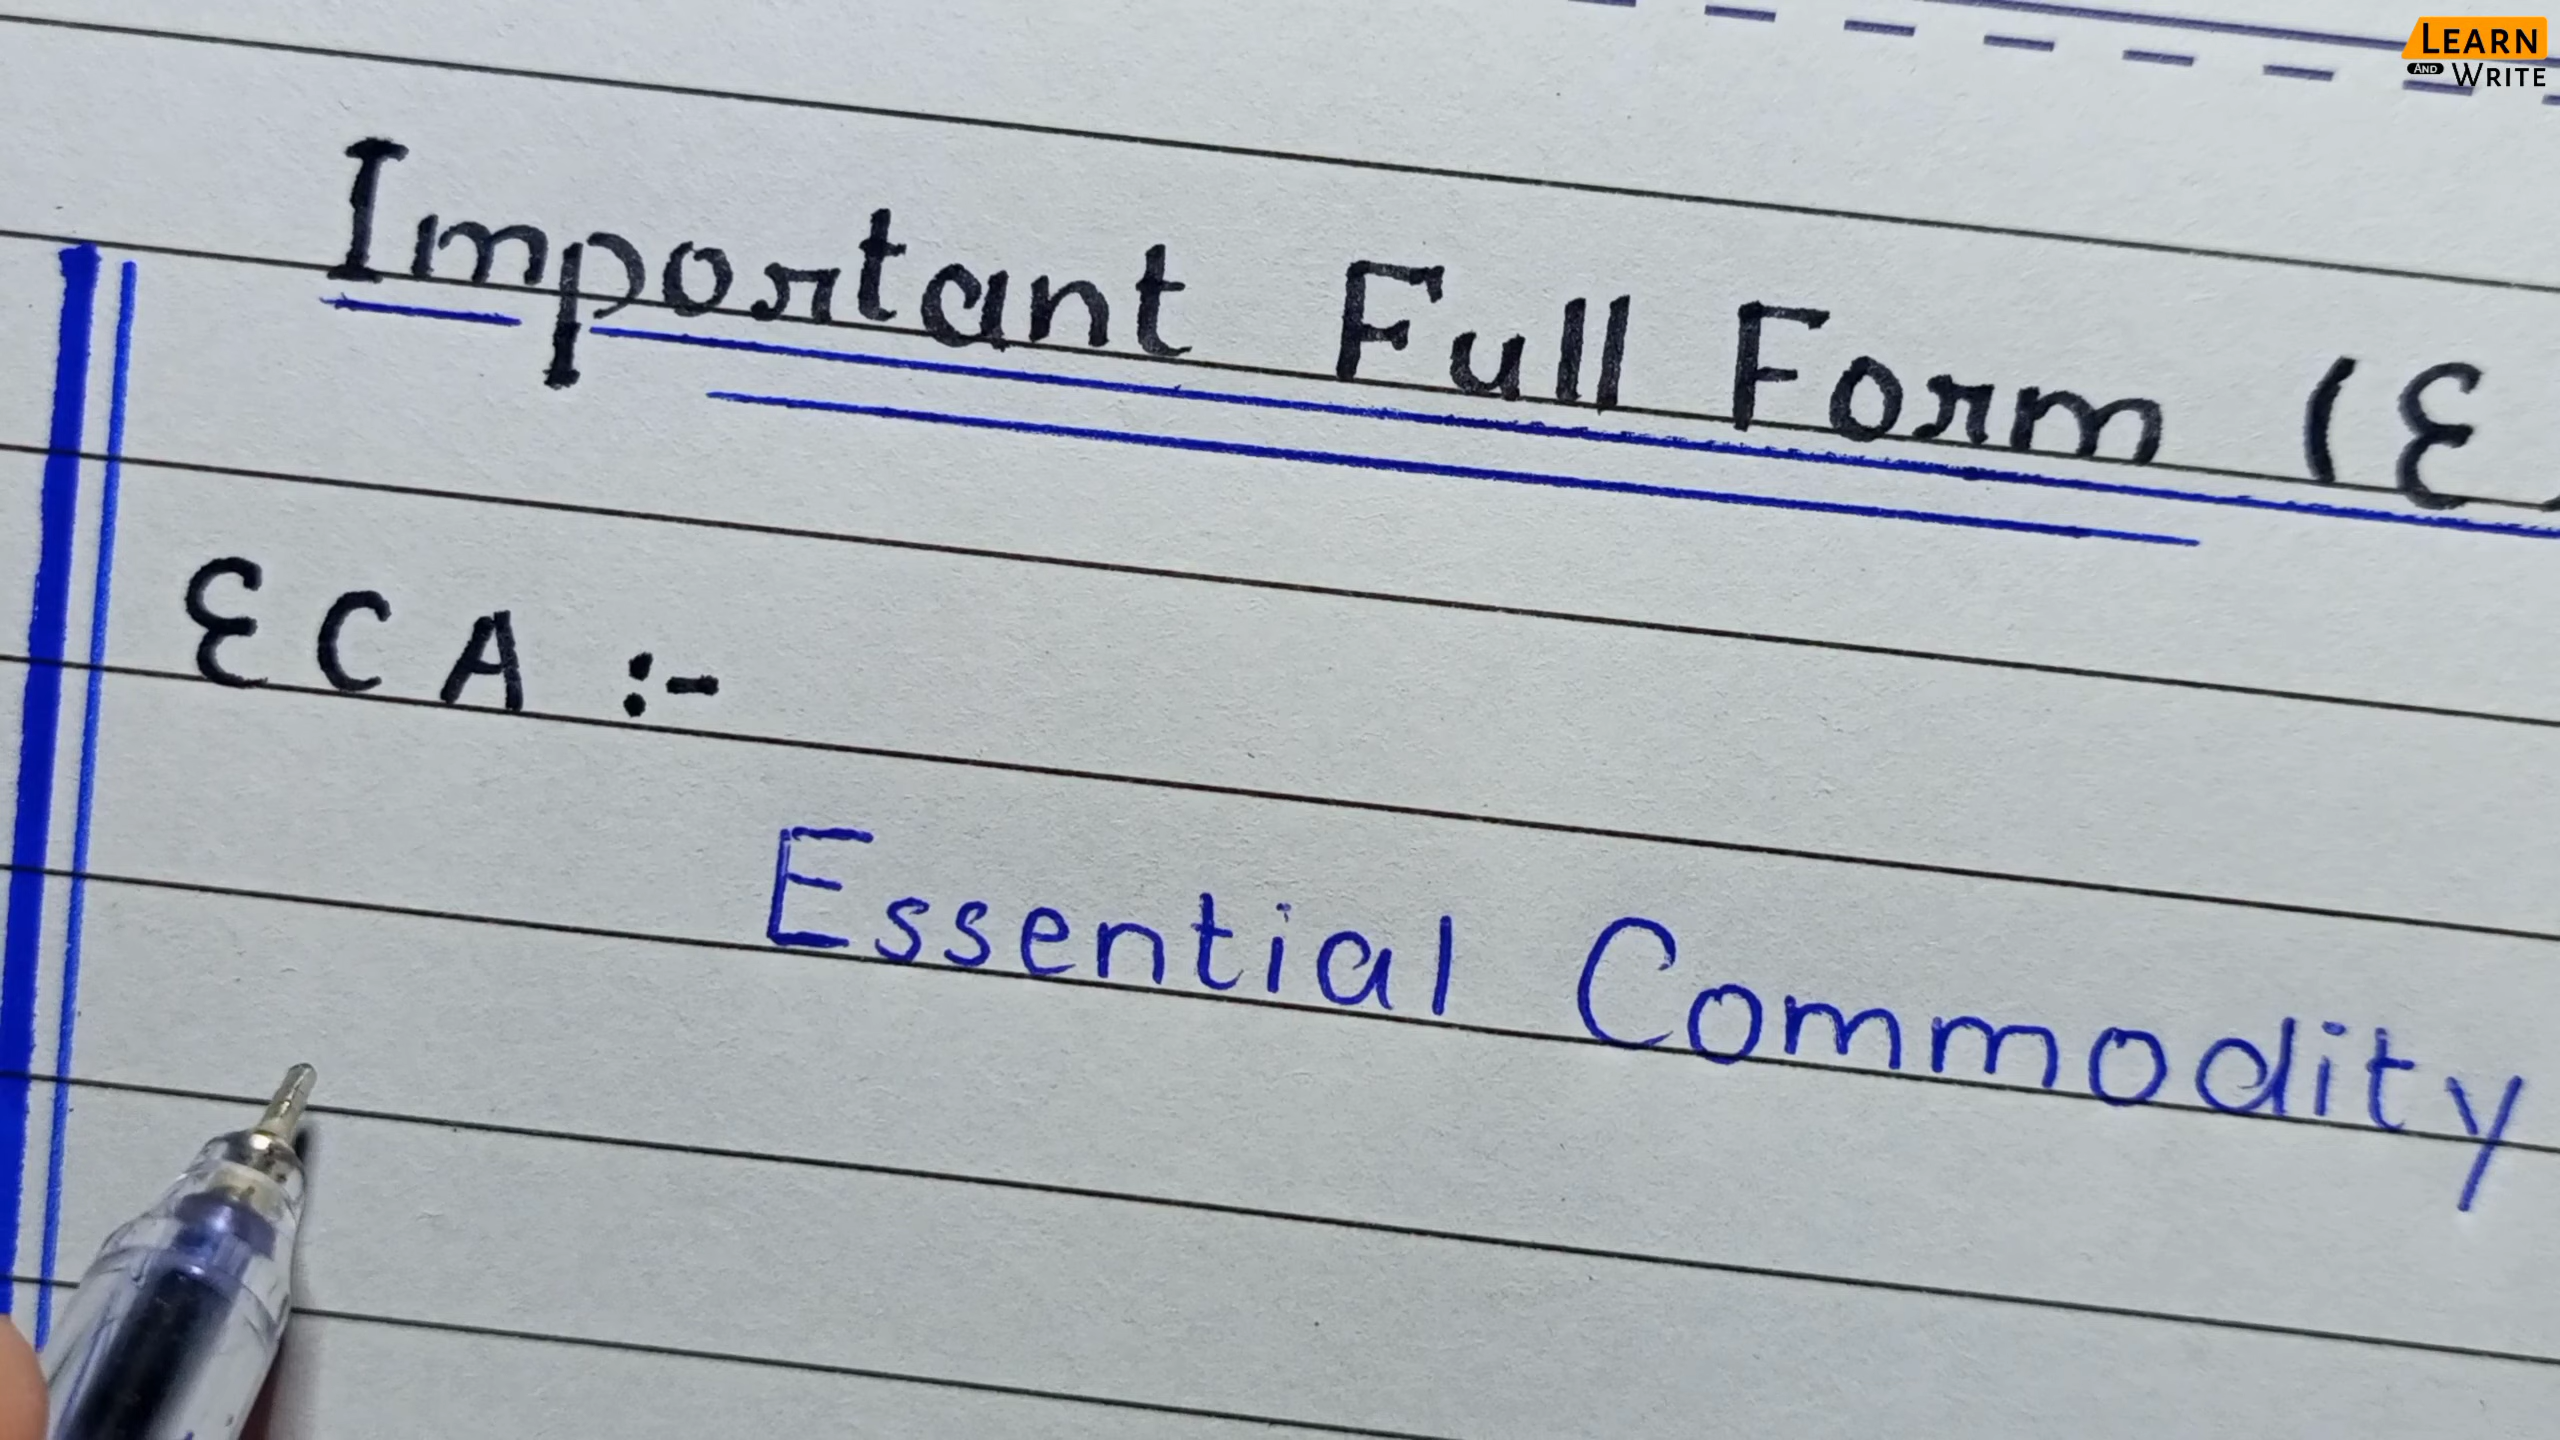 LEARN
AND WRITE
Important Full Form (E
ECA :-
Essential Commodity